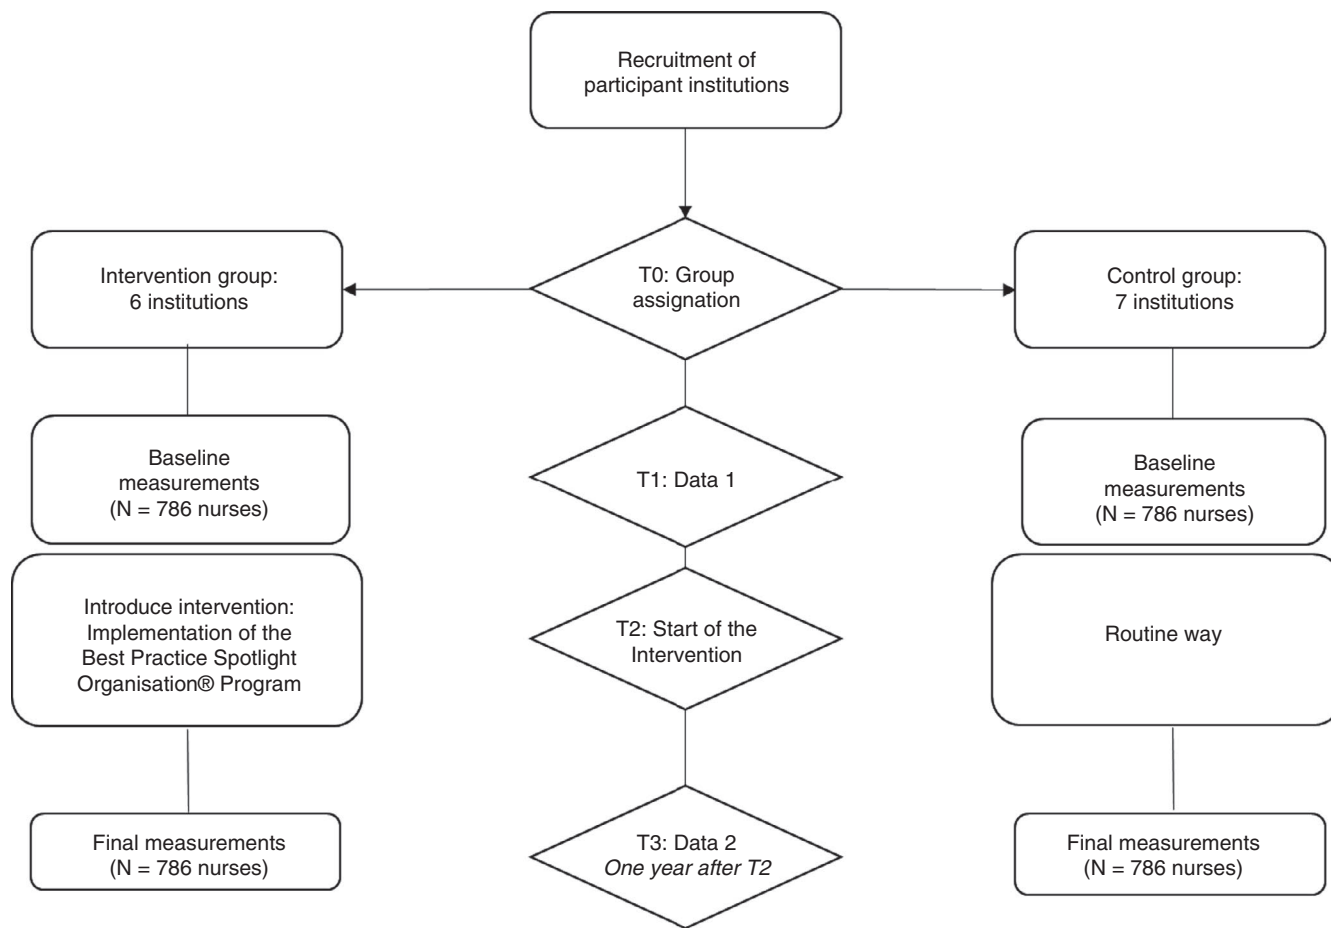 Recruitment of
participant institutions
Intervention group:
6 institutions
T0: Group
assignation
Control group:
7 institutions
Baseline
measurements
(N = 786 nurses)
T1: Data 1
Baseline
measurements
(N = 786 nurses)
Introduce intervention:
Implementation of the
Best Practice Spotlight
Organisation® Program
T2: Start of the
Intervention
Routine way
Final measurements
(N = 786 nurses)
T3: Data 2
One year after T2
Final measurements
(N = 786 nurses)